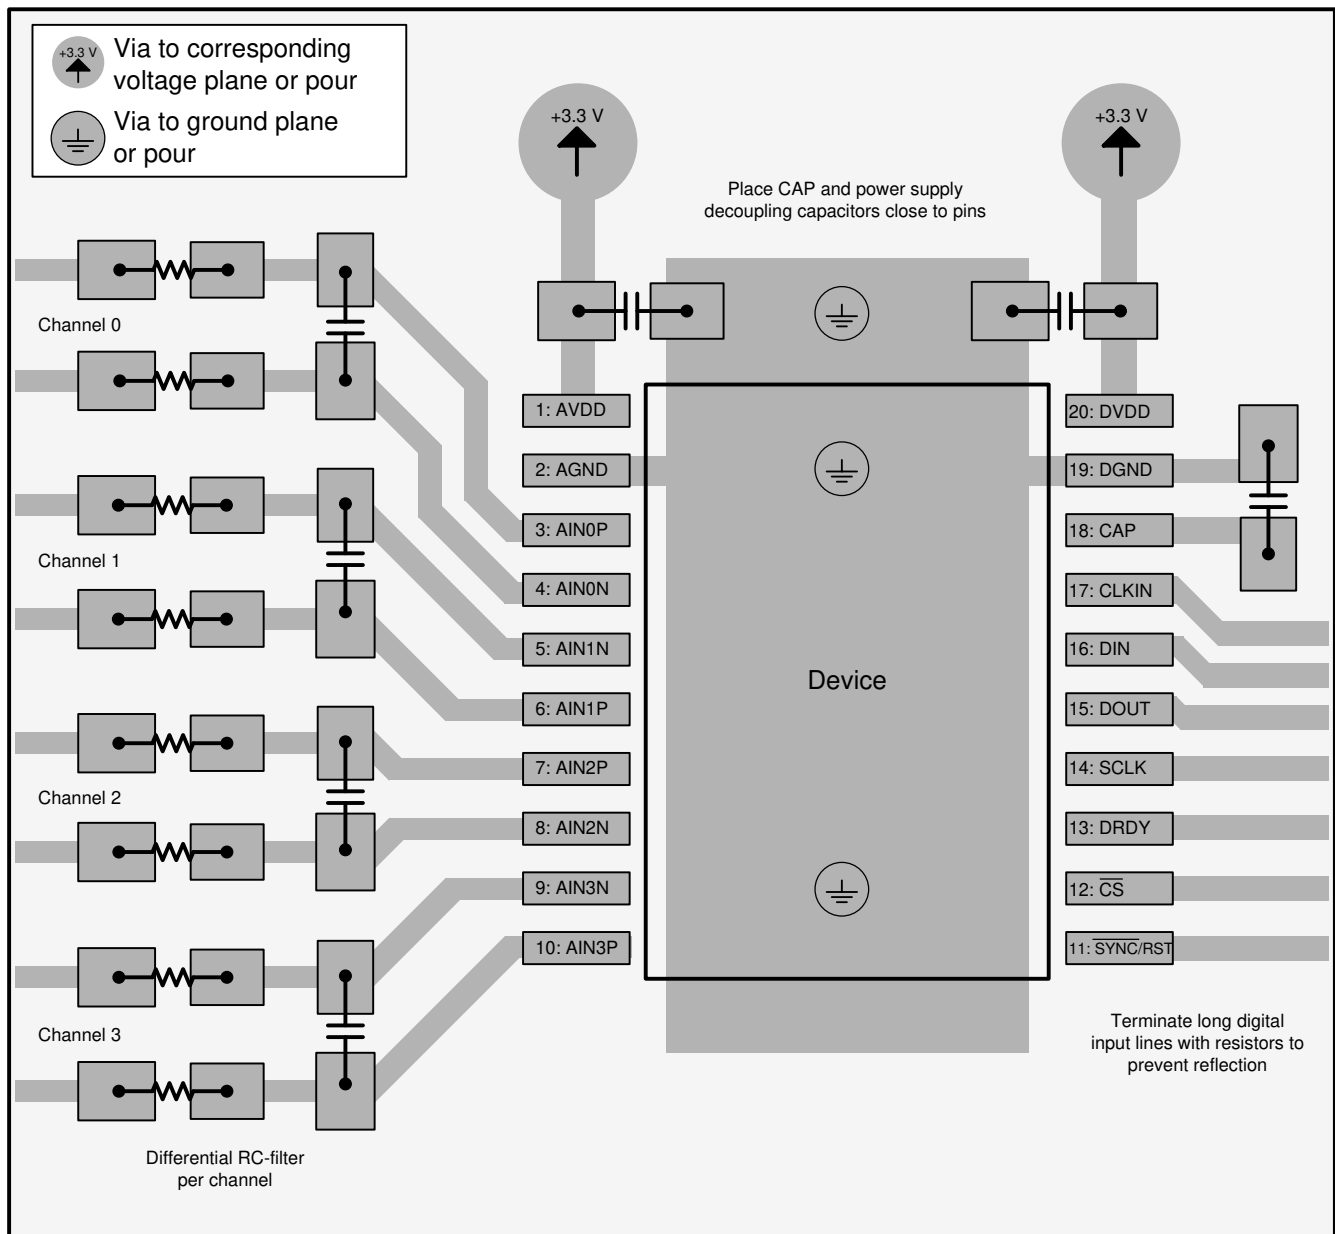 +3.3 V
Via to corresponding
voltage plane or pour
Via to ground plane
or pour
+3.3 V
+3.3 V
Place CAP and power supply
decoupling capacitors close to pins
Channel 0
Channel 1
Channel 2
Channel 3
Differential RC-filter
per channel
1: AVDD
2: AGND
3: AIN0P
4: AIN0N
5: AIN1N
6: AIN1P
7: AIN2P
8: AIN2N
9: AIN3N
10: AIN3P
Device
20: DVDD
19: DGND
18: CAP
17: CLKIN
16: DIN
15: DOUT
14: SCLK
13: DRDY
12: C̅S̅
11: S̅Y̅N̅C̅/RST
Terminate long digital
input lines with resistors to
prevent reflection